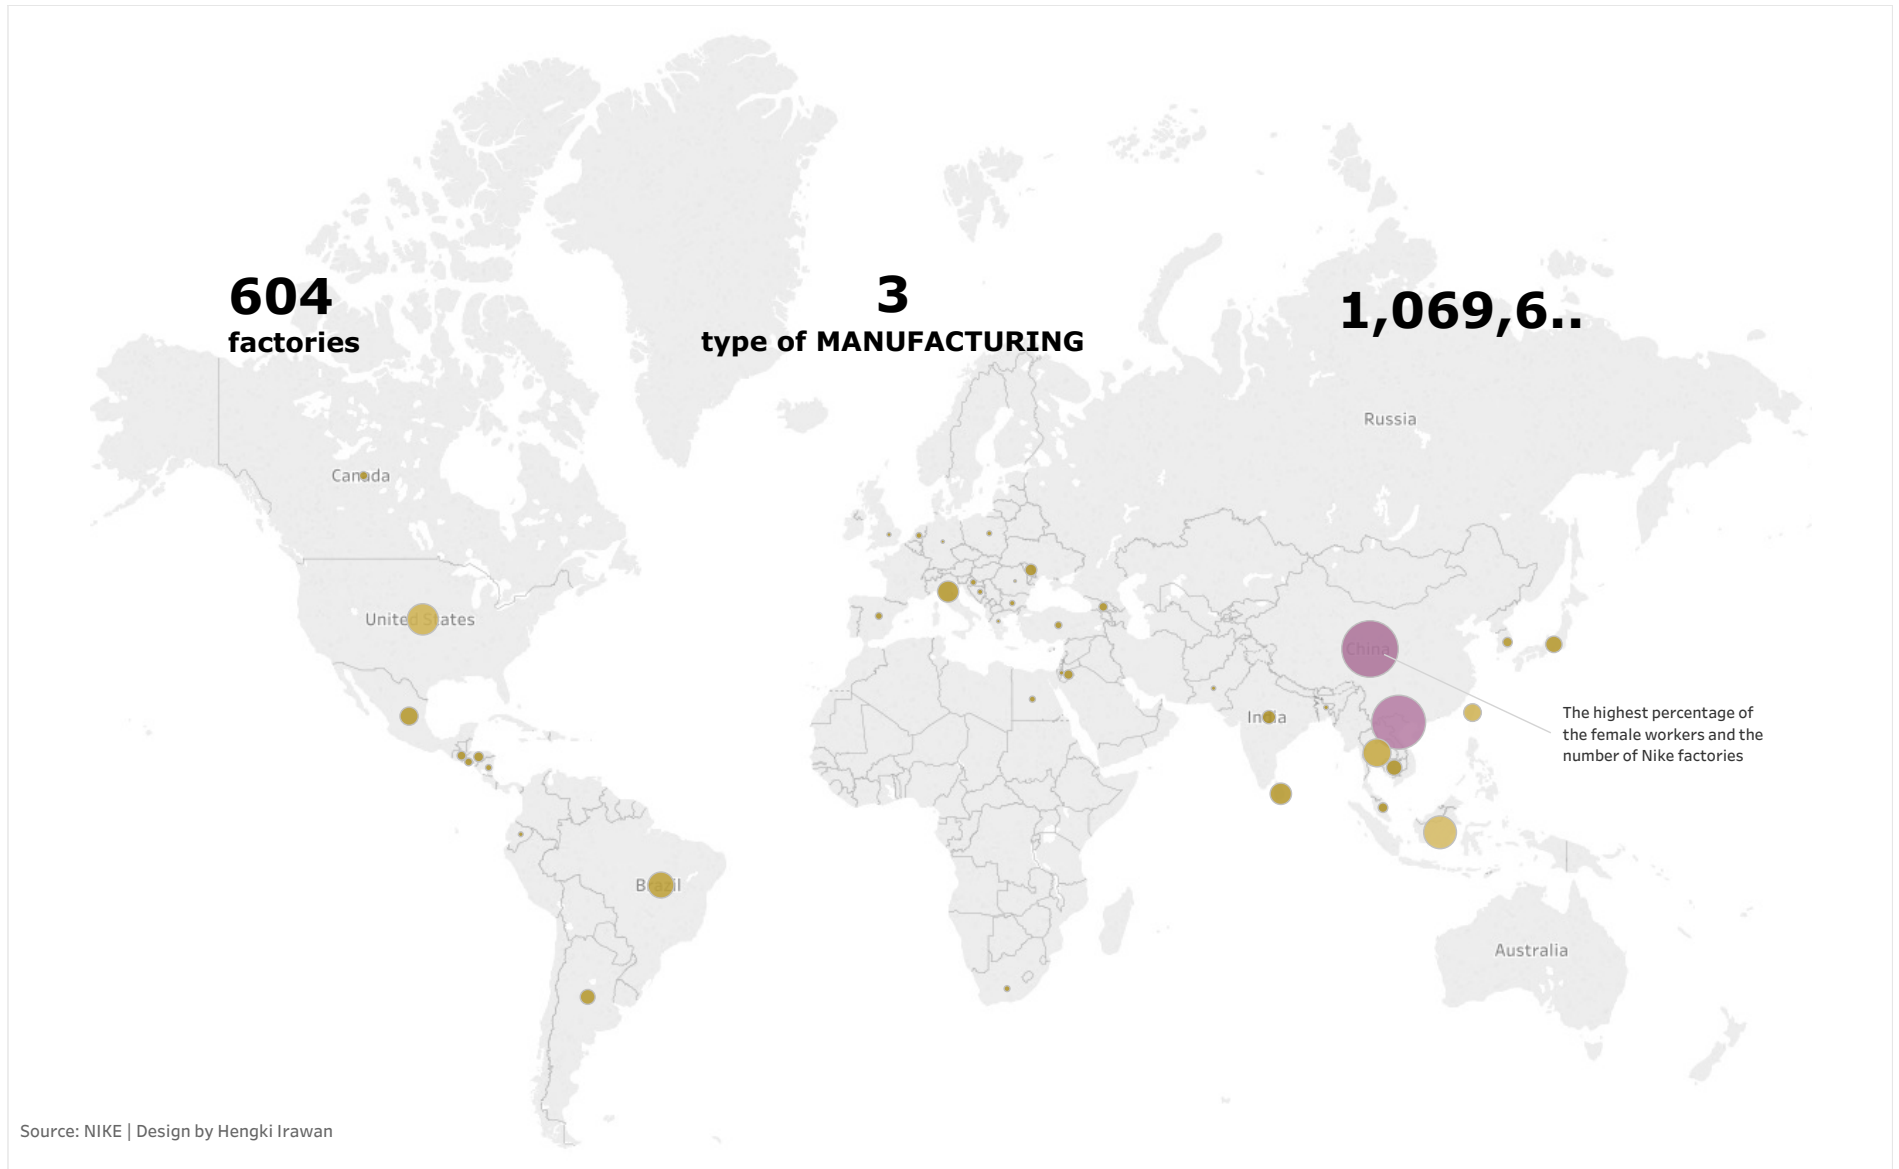 604
factories
3
type of MANUFACTURING
1,069,6..
Russia
Canada
United States
China
India
Brazil
Australia
The highest percentage of
the female workers and the
number of Nike factories
Source: NIKE | Design by Hengki Irawan